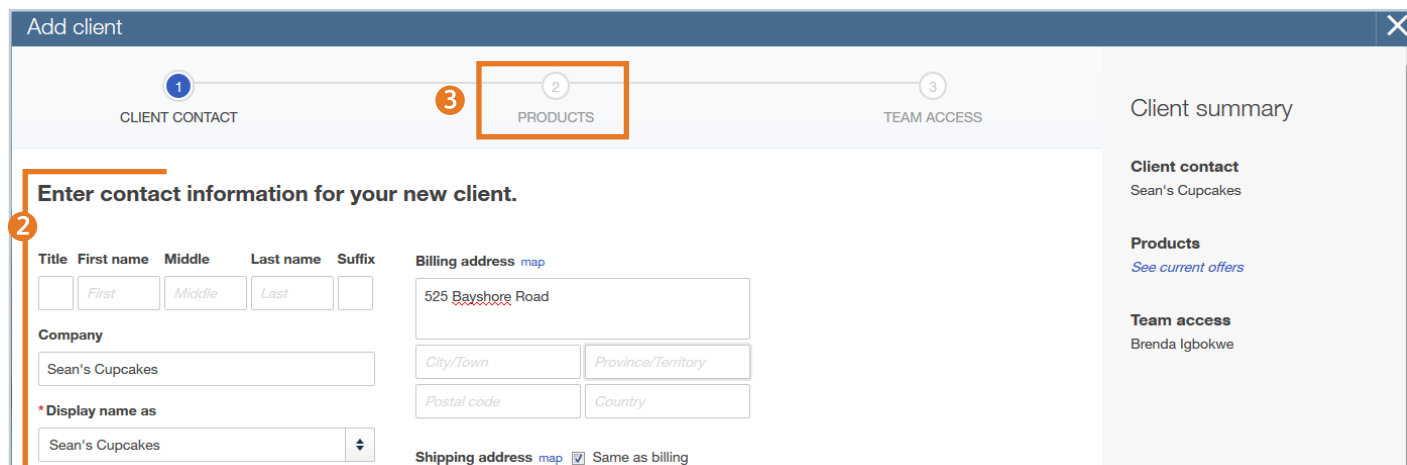 Add client
1
2
3
3
CLIENT CONTACT
PRODUCTS
TEAM ACCESS
2
Enter contact information for your new client.
Title First name Middle Last name Suffix
First Middle Last
Company
Sean's Cupcakes
*Display name as
Sean's Cupcakes
Billing address map
525 Bayshore Road
City/Town Province/Territory
Postal code Country
Shipping address map Same as billing
Client summary
Client contact
Sean's Cupcakes
Products
See current offers
Team access
Brenda Igbokwe